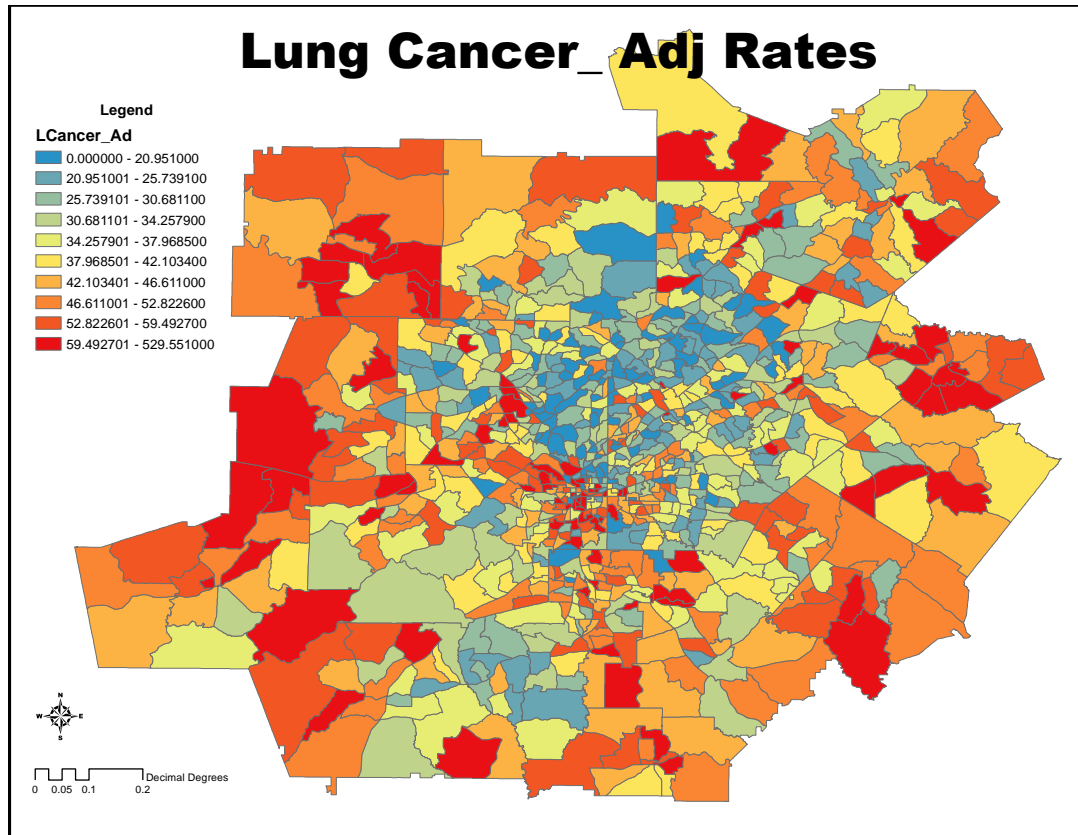 Lung Cancer_ Adj Rates
Legend
LCancer_Ad
0.000000 - 20.951000
20.951001 - 25.739100
25.739101 - 30.681100
30.681101 - 34.257900
34.257901 - 37.968500
37.968501 - 42.103400
42.103401 - 46.611000
46.611001 - 52.822600
52.822601 - 59.492700
59.492701 - 529.551000
N
W E
S
Decimal Degrees
0 0.05 0.1 0.2